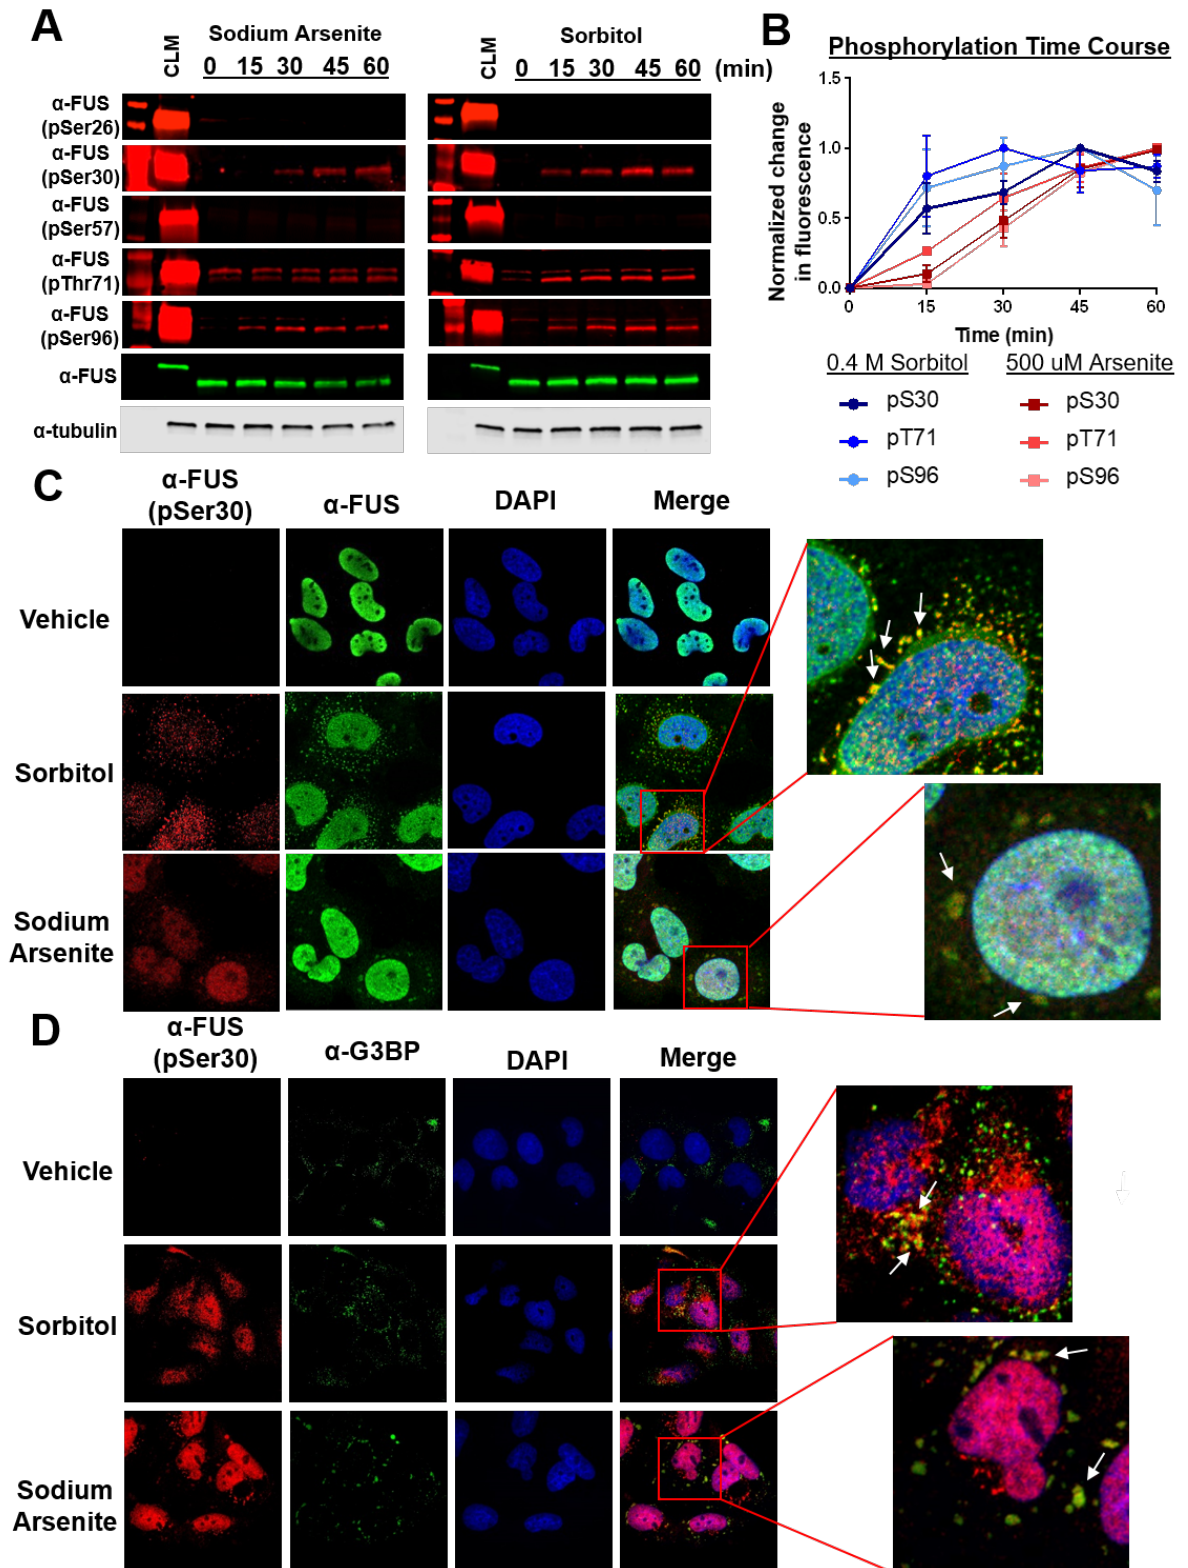 A
Sodium Arsenite
Sorbitol
CLM
0 15 30 45 60
CLM
0 15 30 45 60 (min)
α-FUS
(pSer26)
α-FUS
(pSer30)
α-FUS
(pSer57)
α-FUS
(pThr71)
α-FUS
(pSer96)
α-FUS
α-tubulin
B
Phosphorylation Time Course
Normalized change
in fluorescence
1.5
1.0
0.5
0.0
0 15 30 45 60
Time (min)
0.4 M Sorbitol 500 uM Arsenite
pS30 pS30
pT71 pT71
pS96 pS96
C
α-FUS
(pSer30)
α-FUS
DAPI
Merge
Vehicle
Sorbitol
Sodium
Arsenite
D
α-FUS
(pSer30)
α-G3BP
DAPI
Merge
Vehicle
Sorbitol
Sodium
Arsenite